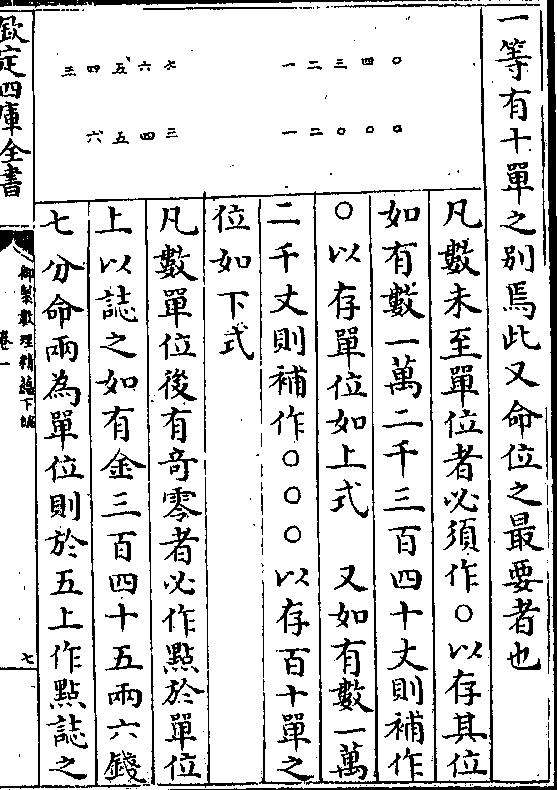 一等有十單之别焉此又命位之最要者也
凡數未至單位者必須作○以存其位
如有數一萬二千三百四十丈則補作
○以存單位如上式　又如有數一萬
二千丈則補作○○○以存百十單之
位如下式
凡數單位後有竒零者必作㸃於單位
上以誌之如有金三百四十五兩六錢
七分命兩為單位則於五上作㸃誌之
一二三四○
一二○○○
三四五六七
六五四三
欽定四庫全書
御製數理精藴下編
卷一
七